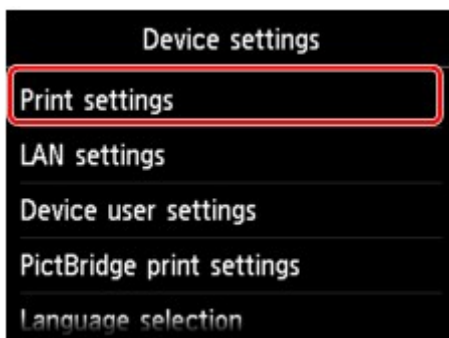 Device settings
Print settings
LAN settings
Device user settings
PictBridge print settings
Language selection